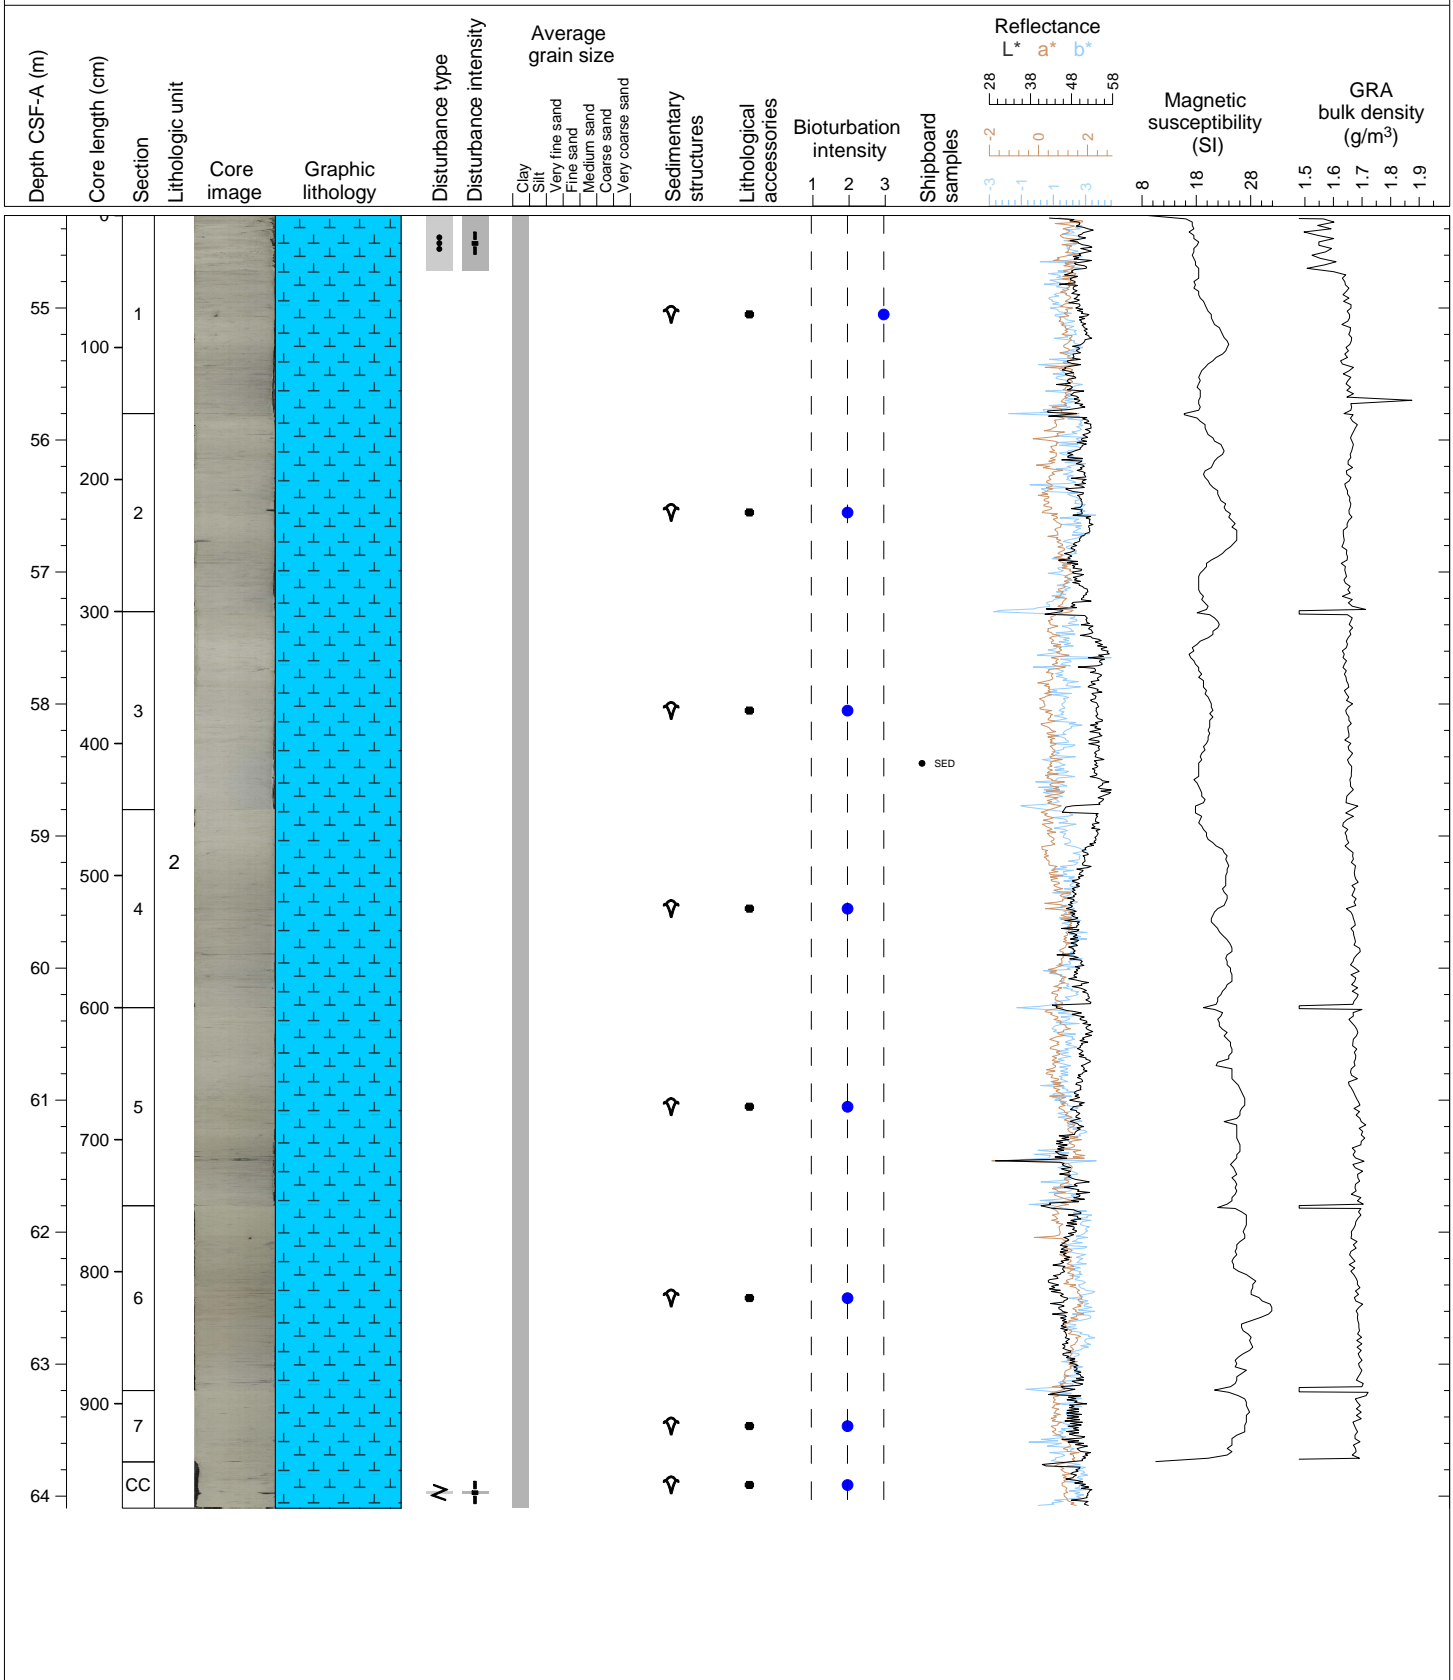 Depth CSF-A (m)
Core length (cm)
Section
Lithologic unit
Core
image
Graphic
lithology
Disturbance type
Disturbance intensity
Average
grain size
Clay
Silt
Very fine sand
Fine sand
Medium sand
Coarse sand
Very coarse sand
Sedimentary
structures
Lithological
accessories
Bioturbation
intensity
1 2 3
Shipboard
samples
Reflectance
L* a* b*
28 38 48 58
-2 0 2
-3 -1 1 3
Magnetic
susceptibility
(SI)
8 18 28
GRA
bulk density
(g/m3)
1.5 1.6 1.7 1.8 1.9
0
55
1
100
56
200
2
57
300
58
3
400
SED
59
2
500
4
60
600
61
5
700
62
800
6
63
900
7
CC
64